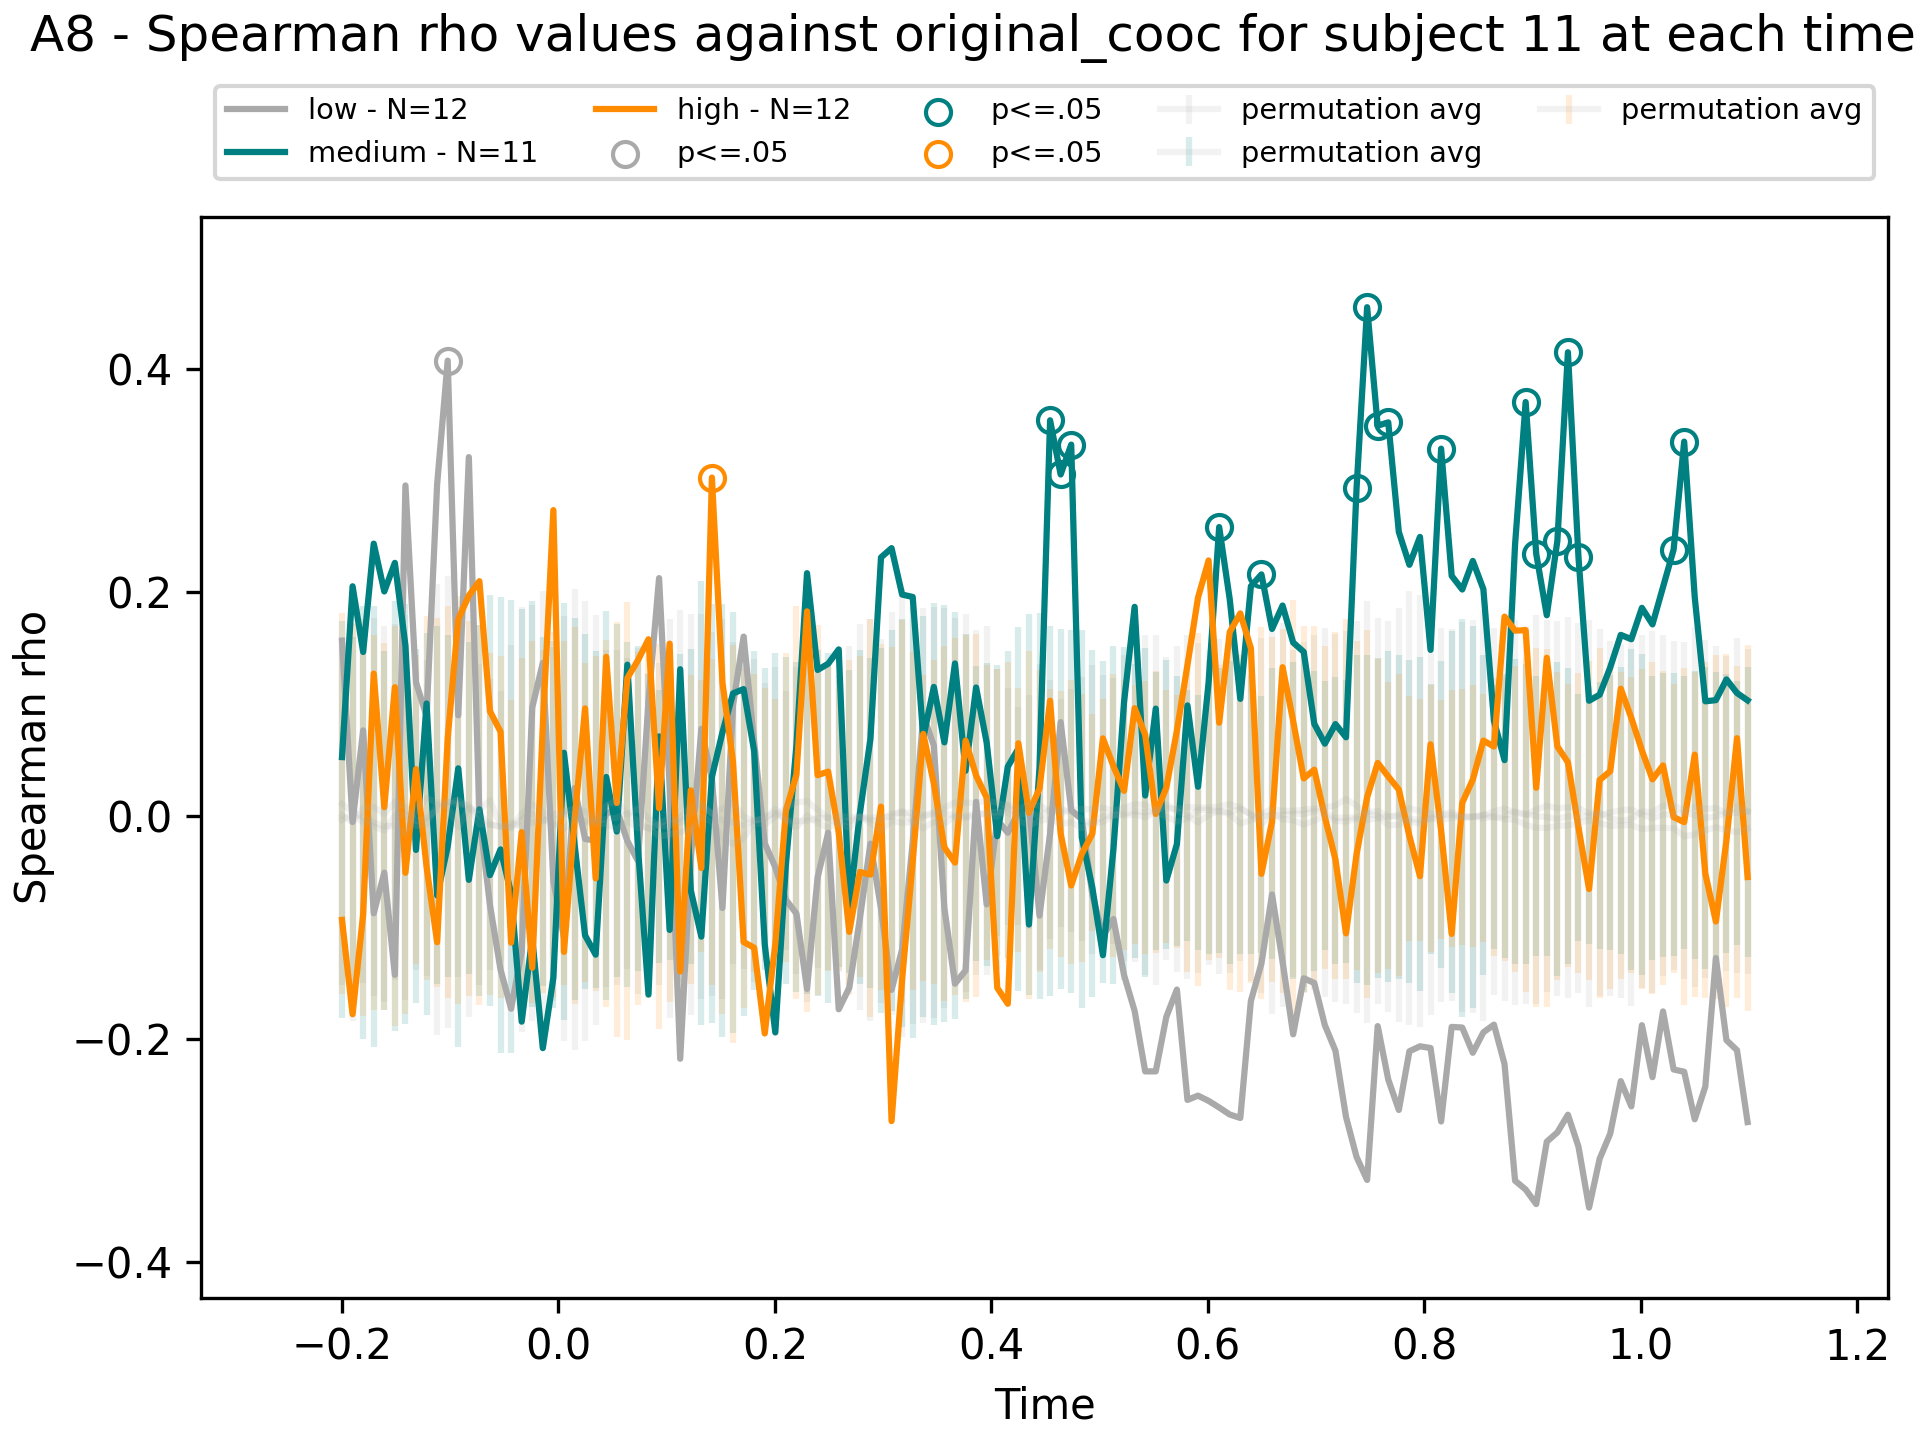 A8 - Spearman rho values against original_cooc for subject 11 at each time
low - N=12 high - N=12 p<=.05 permutation avg permutation avg
medium - N=11 p<=.05 p<=.05 permutation avg
Spearman rho
0.4
0.2
0.0
−0.2
−0.4
−0.2 0.0 0.2 0.4 0.6 0.8 1.0 1.2
Time